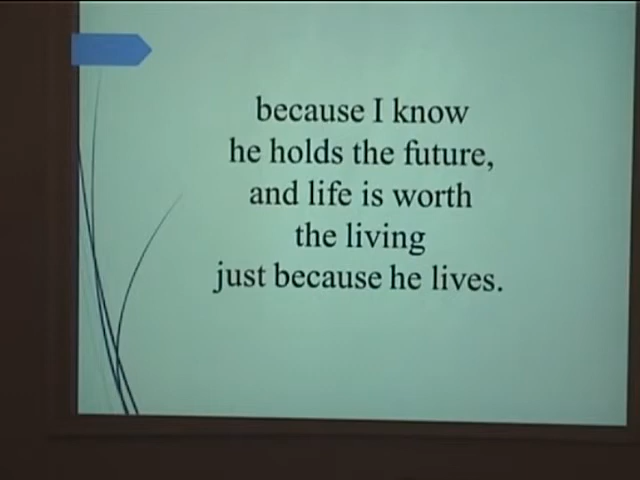 because I know
he holds the future,
and life is worth
the living
just because he lives.